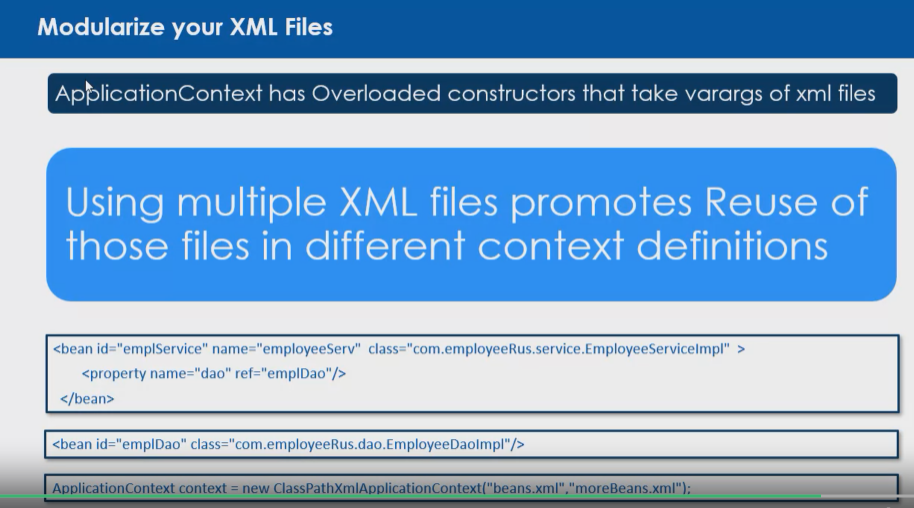 Modularize your XML Files
ApplicationContext has Overloaded constructors that take varargs of xml files
Using multiple XML files promotes Reuse of
those files in different context definitions
<bean id="emplService" name="employeeServ" class="com.employeeRus.service.EmployeeServiceImpl" >
<property name="dao" ref="emplDao"/>
</bean>
<bean id="emplDao" class="com.employeeRus.dao.EmployeeDaoImpl"/>
ApplicationContext context = new ClassPathXmlApplicationContext("beans.xml","moreBeans.xml");